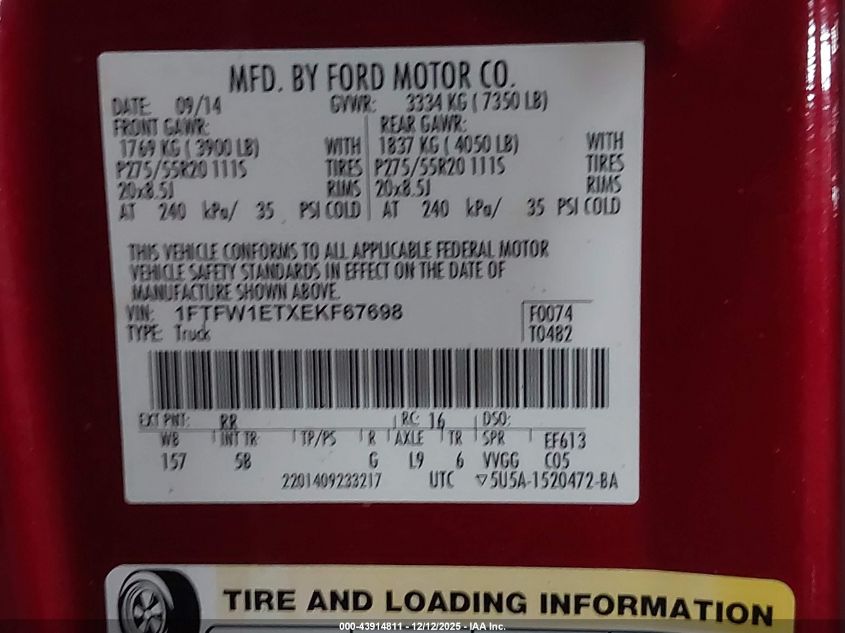 MFD. BY FORD MOTOR CO.
DATE: 09/14 GVWR: 3334 KG ( 7350 LB)
FRONT GAWR: REAR GAWR:
1769 KG ( 3900 LB) WITH 1837 KG ( 4050 LB) WITH
P275/55R20 111S TIRES P275/55R20 111S TIRES
20x8.5J RIMS 20x8.5J RIMS
AT 240 kPa/ 35 PSI COLD AT 240 kPa/ 35 PSI COLD
THIS VEHICLE CONFORMS TO ALL APPLICABLE FEDERAL MOTOR
VEHICLE SAFETY STANDARDS IN EFFECT ON THE DATE OF
MANUFACTURE SHOWN ABOVE.
VIN: 1FTFW1ETXEKF67698 F0074
TYPE: Truck T0482
EXT PNT: RR RC: 16 DSO:
WB INT TR TP/PS R AXLE TR SPR EF613
157 5B G L9 6 VVGG C05
2201409233217 UTC ▽5U5A-1520472-BA
TIRE AND LOADING INFORMATION
000-43914811 - 12/12/2025 - IAA Inc.